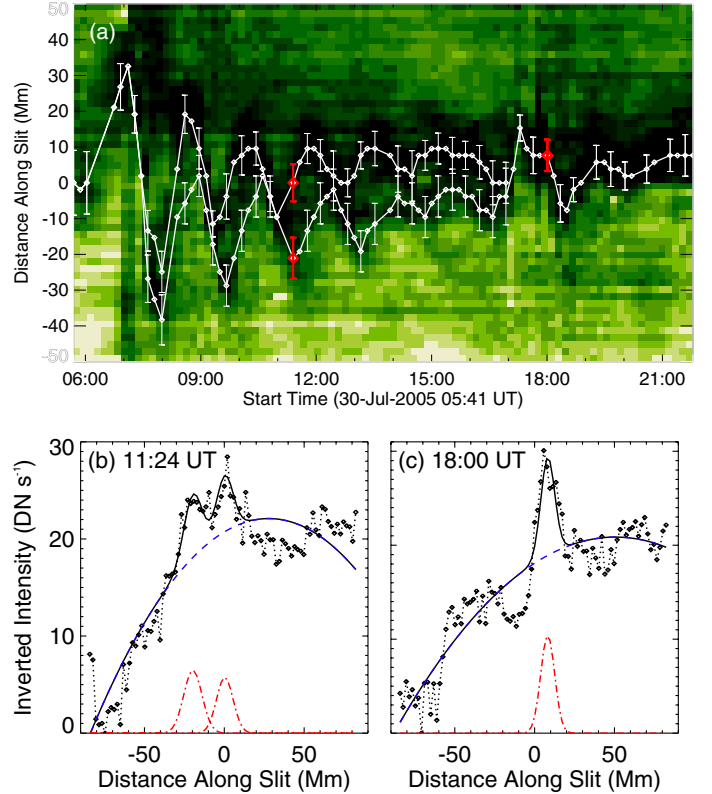 (a)
Distance Along Slit (Mm)
50
40
30
20
10
0
-10
-20
-30
-40
-50
06:00 09:00 12:00 15:00 18:00 21:00
Start Time (30-Jul-2005 05:41 UT)
(b) 11:24 UT
(c) 18:00 UT
Inverted Intensity (DN s⁻¹)
30
20
10
0
-50 0 50
-50 0 50
Distance Along Slit (Mm)
Distance Along Slit (Mm)